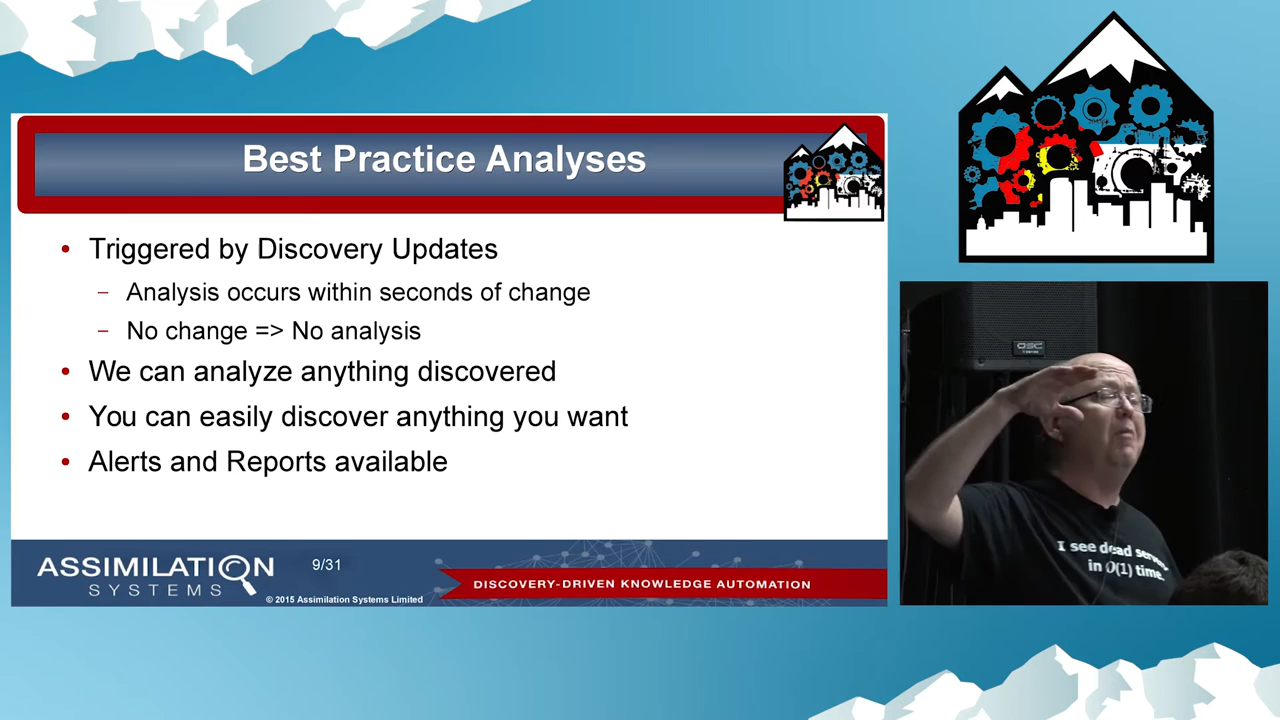 Best Practice Analyses
• Triggered by Discovery Updates
– Analysis occurs within seconds of change
– No change => No analysis
• We can analyze anything discovered
• You can easily discover anything you want
• Alerts and Reports available
ASSIMILATION
SYSTEMS
9/31
© 2015 Assimilation Systems Limited
DISCOVERY-DRIVEN KNOWLEDGE AUTOMATION
QSC
I see dead
in O(1) time.